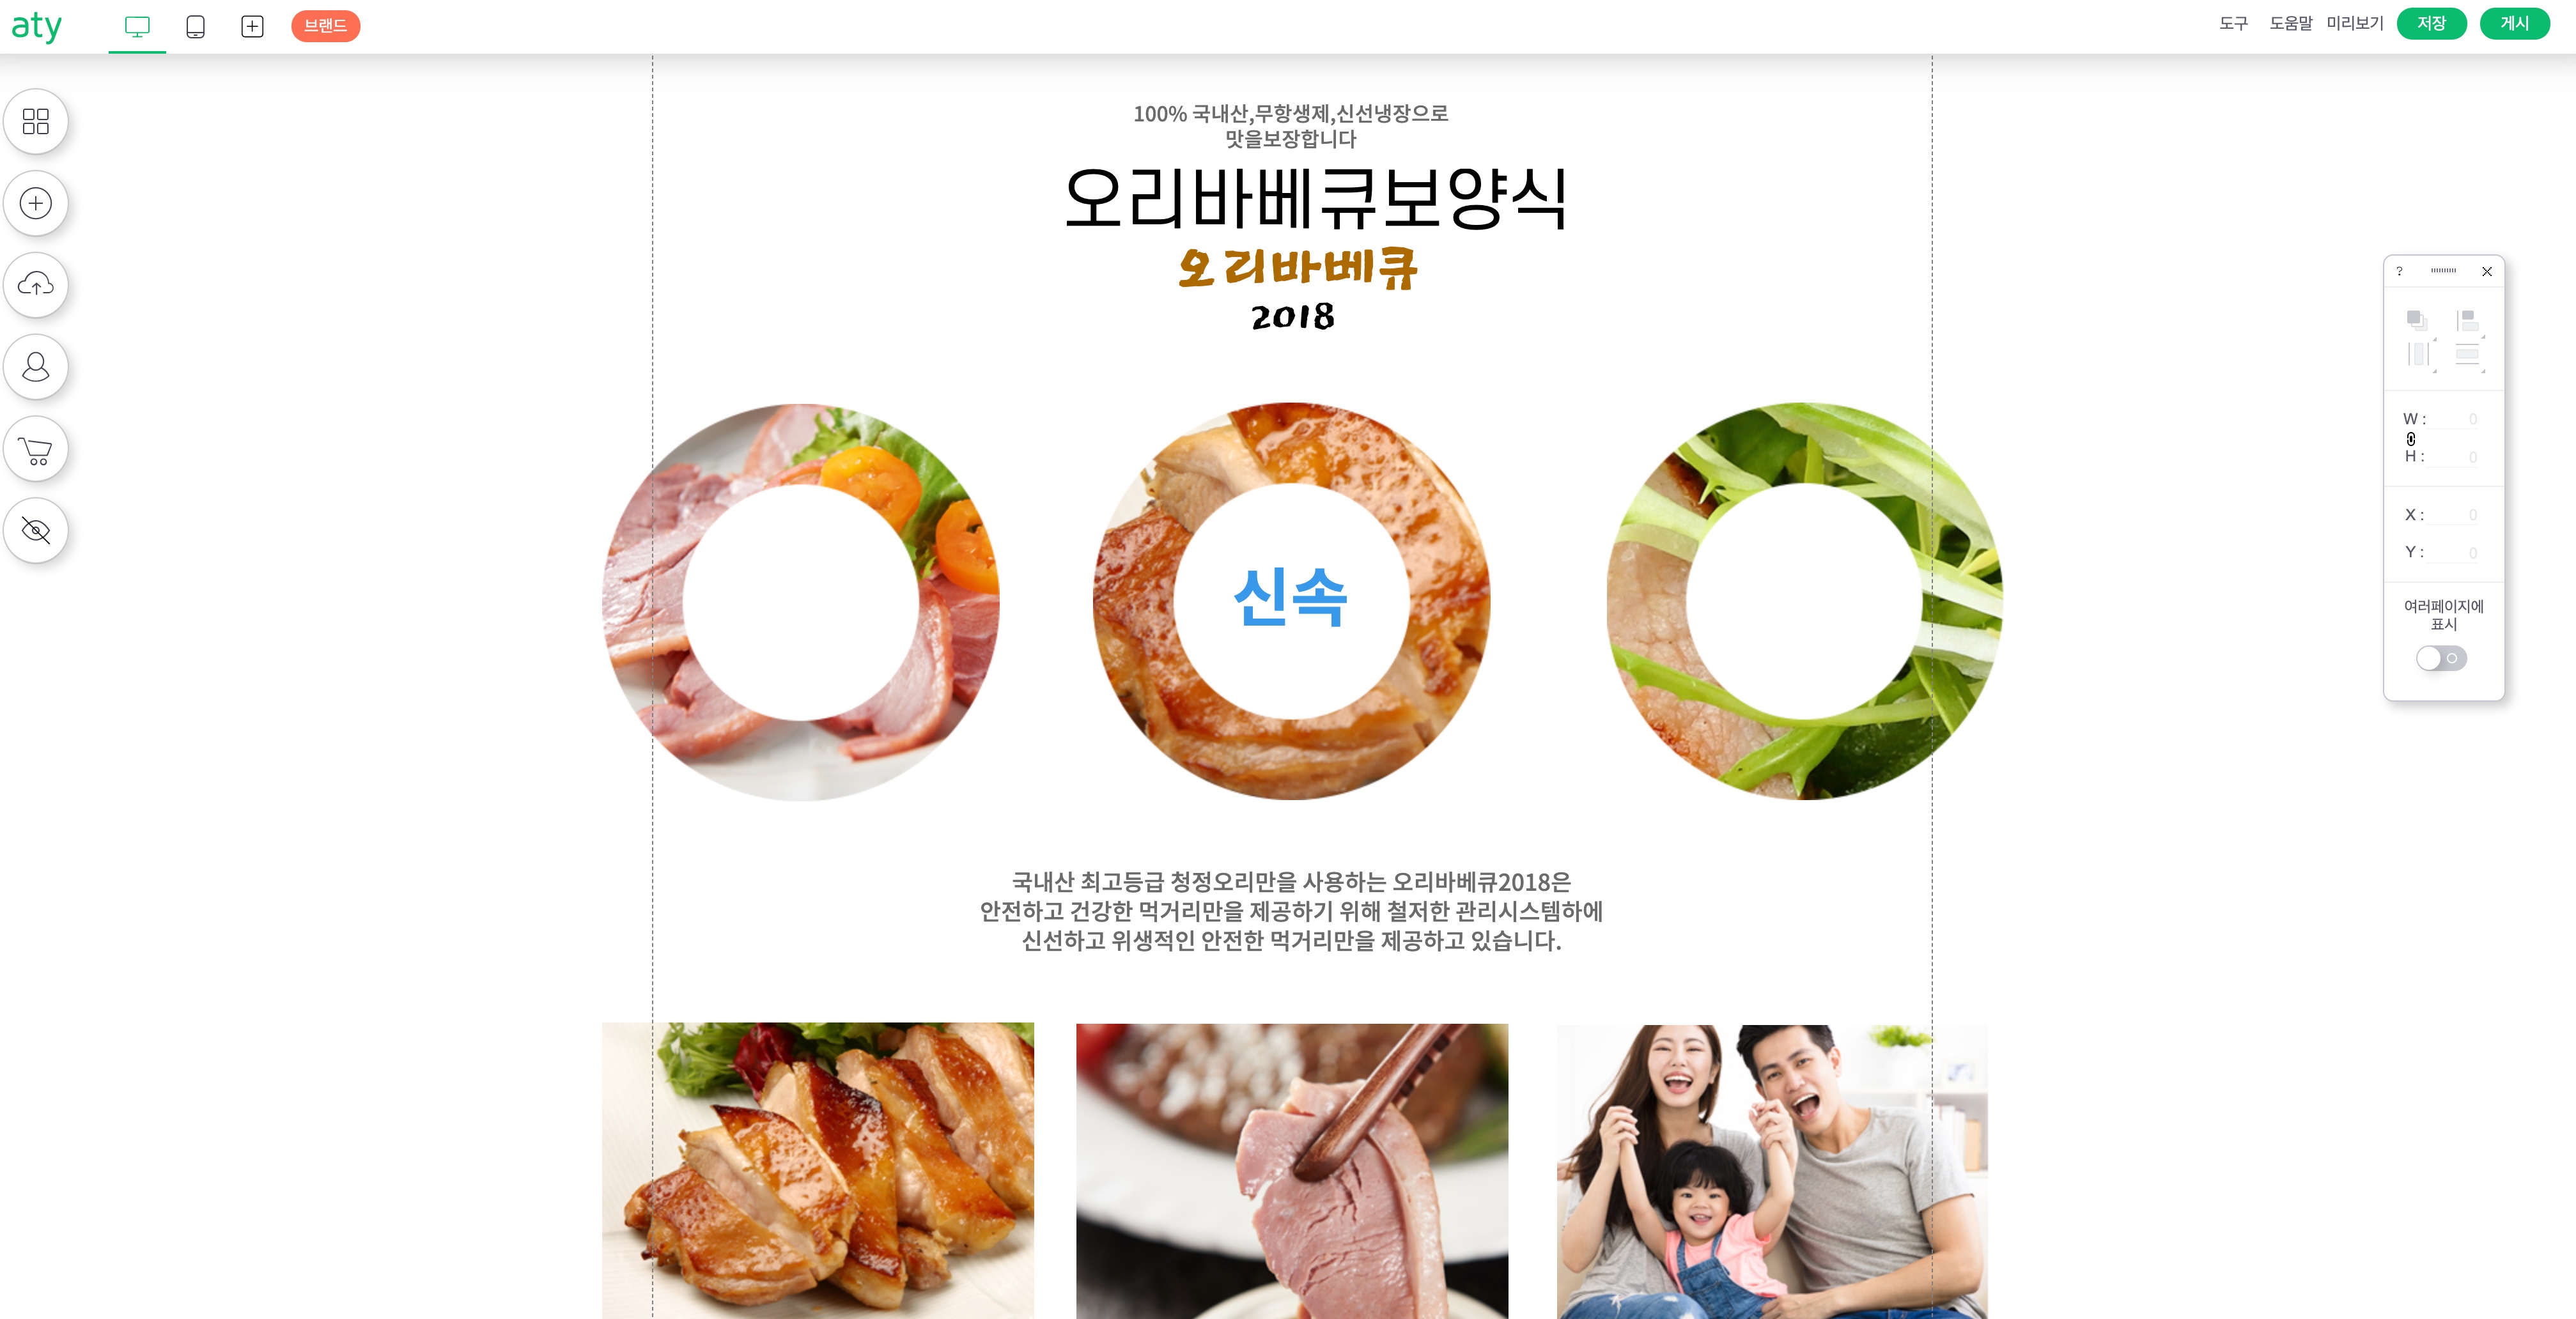 aty
브랜드
도구
도움말
미리보기
저장
게시
100% 국내산,무항생제,신선냉장으로
맛을보장합니다
오리바베큐보양식
오리바베큐
2018
신속
국내산 최고등급 청정오리만을 사용하는 오리바베큐2018은
안전하고 건강한 먹거리만을 제공하기 위해 철저한 관리시스템하에
신선하고 위생적인 안전한 먹거리만을 제공하고 있습니다.
?
W : 0
H : 0
X : 0
Y : 0
여러페이지에
표시